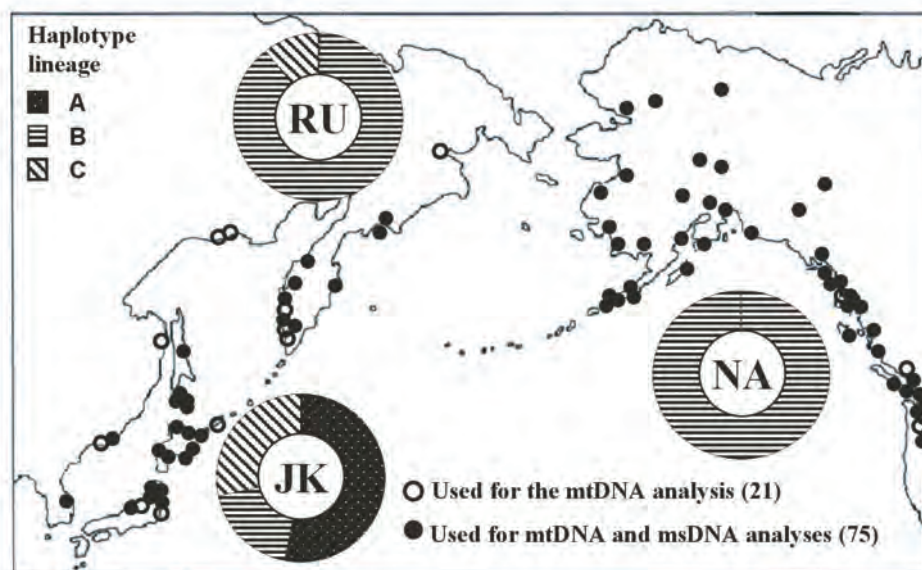 Haplotype
lineage
A
B
C
RU
NA
JK
Used for the mtDNA analysis (21)
Used for mtDNA and msDNA analyses (75)